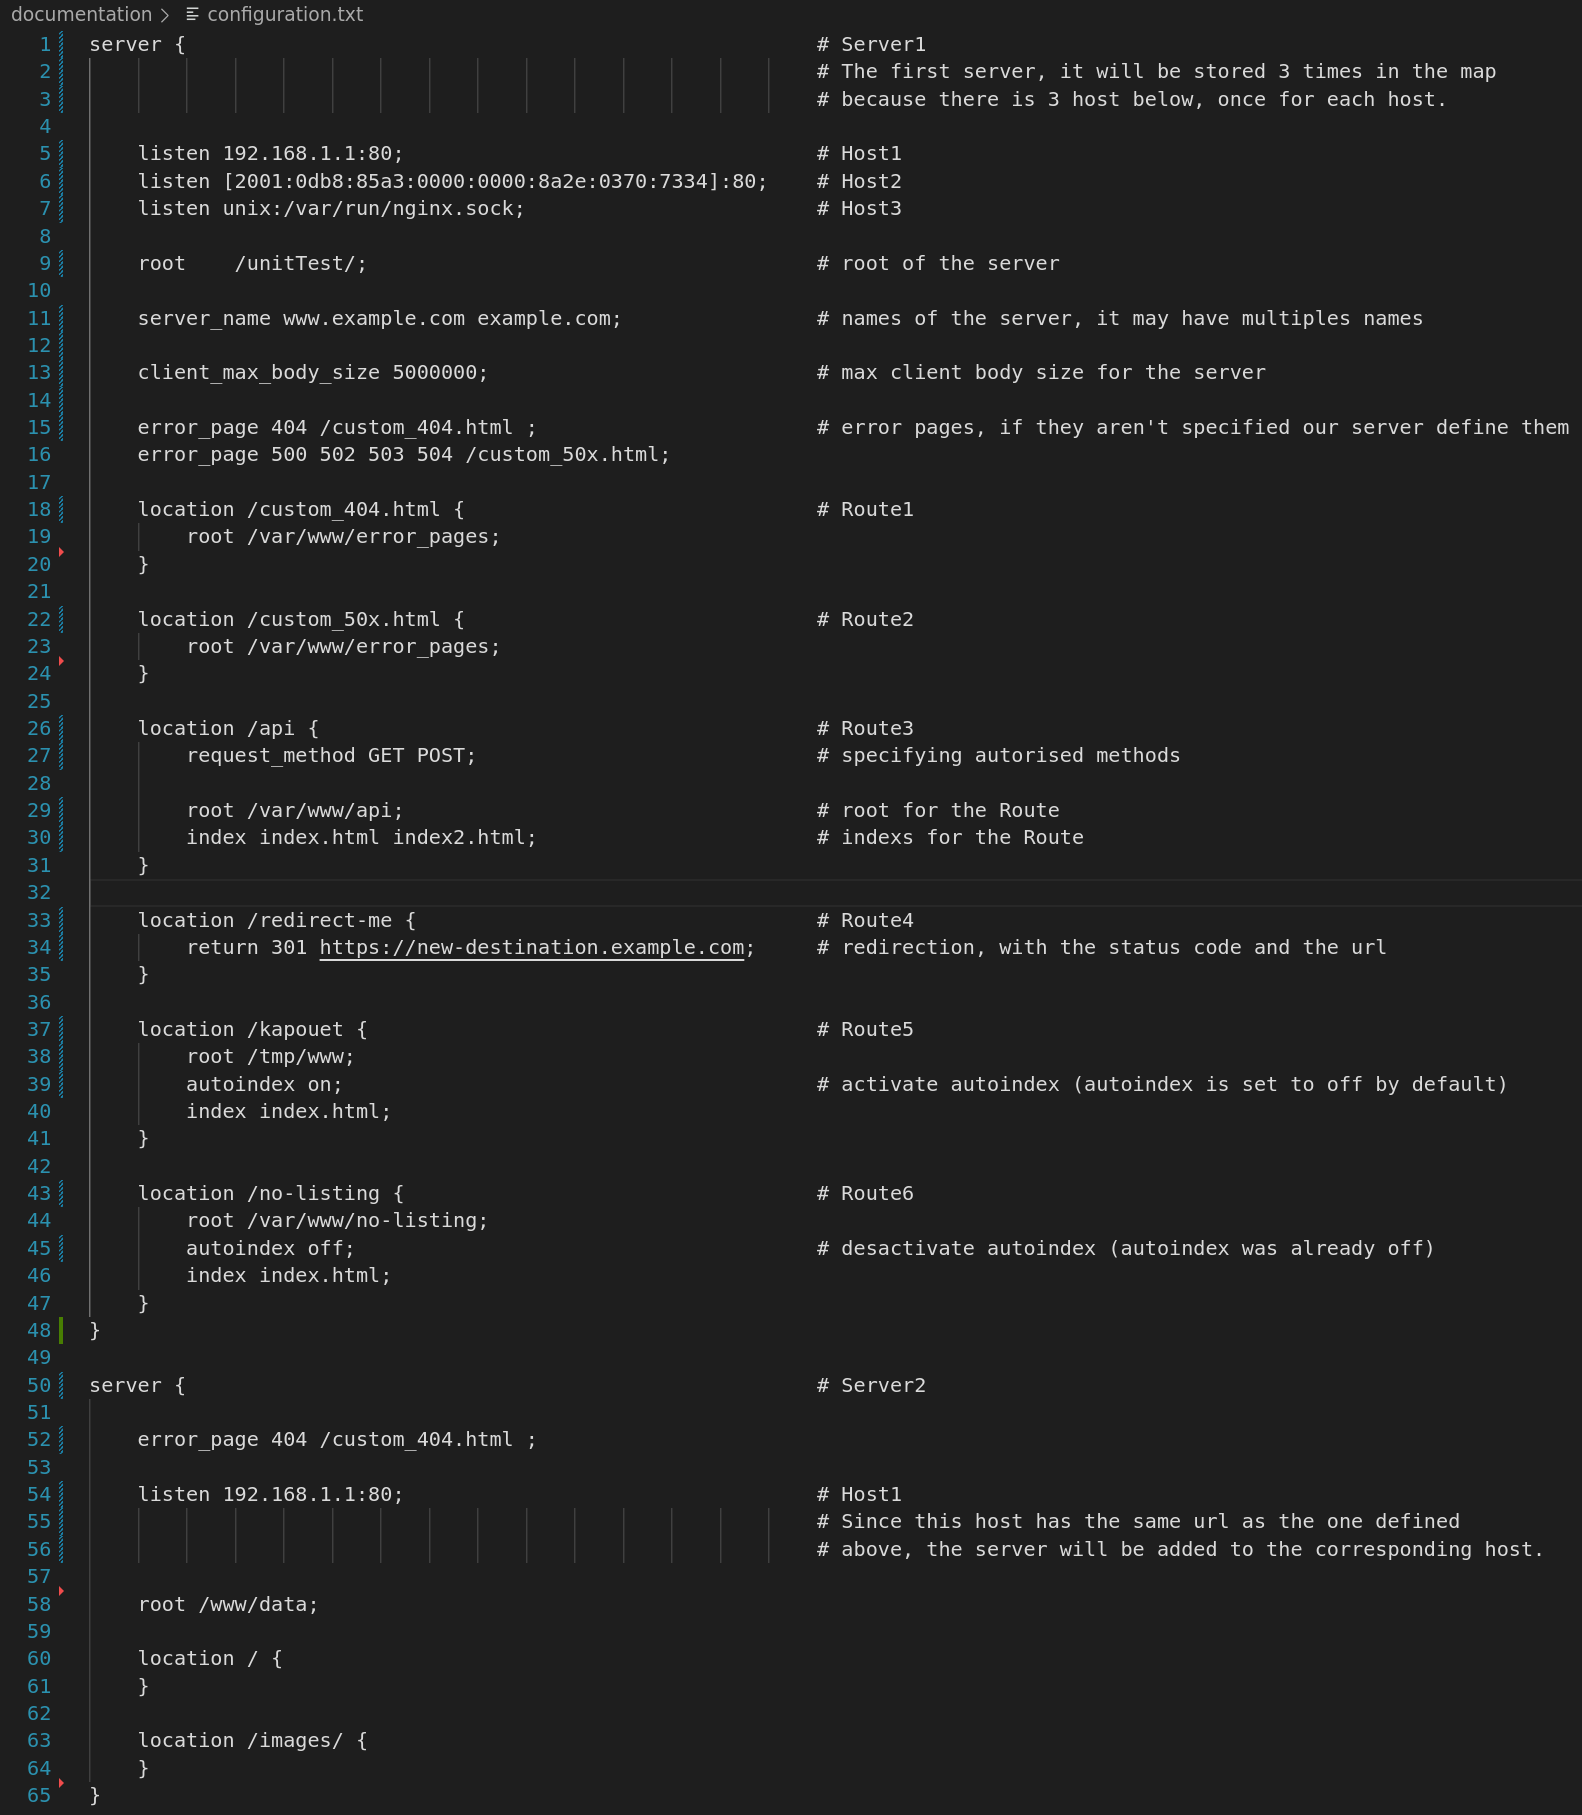 documentation > configuration.txt
1 server { # Server1
2 # The first server, it will be stored 3 times in the map
3 # because there is 3 host below, once for each host.
4
5 listen 192.168.1.1:80; # Host1
6 listen [2001:0db8:85a3:0000:0000:8a2e:0370:7334]:80; # Host2
7 listen unix:/var/run/nginx.sock; # Host3
8
9 root /unitTest/; # root of the server
10
11 server_name www.example.com example.com; # names of the server, it may have multiples names
12
13 client_max_body_size 5000000; # max client body size for the server
14
15 error_page 404 /custom_404.html ; # error pages, if they aren't specified our server define them
16 error_page 500 502 503 504 /custom_50x.html;
17
18 location /custom_404.html { # Route1
19 root /var/www/error_pages;
20 }
21
22 location /custom_50x.html { # Route2
23 root /var/www/error_pages;
24 }
25
26 location /api { # Route3
27 request_method GET POST; # specifying autorised methods
28
29 root /var/www/api; # root for the Route
30 index index.html index2.html; # indexs for the Route
31 }
32
33 location /redirect-me { # Route4
34 return 301 https://new-destination.example.com; # redirection, with the status code and the url
35 }
36
37 location /kapouet { # Route5
38 root /tmp/www;
39 autoindex on; # activate autoindex (autoindex is set to off by default)
40 index index.html;
41 }
42
43 location /no-listing { # Route6
44 root /var/www/no-listing;
45 autoindex off; # desactivate autoindex (autoindex was already off)
46 index index.html;
47 }
48 }
49
50 server { # Server2
51
52 error_page 404 /custom_404.html ;
53
54 listen 192.168.1.1:80; # Host1
55 # Since this host has the same url as the one defined
56 # above, the server will be added to the corresponding host.
57
58 root /www/data;
59
60 location / {
61 }
62
63 location /images/ {
64 }
65 }